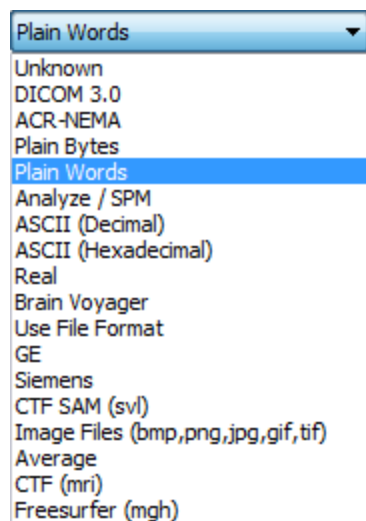 Plain Words
Unknown
DICOM 3.0
ACR-NEMA
Plain Bytes
Plain Words
Analyze / SPM
ASCII (Decimal)
ASCII (Hexadecimal)
Real
Brain Voyager
Use File Format
GE
Siemens
CTF SAM (svl)
Image Files (bmp,png,jpg,gif,tif)
Average
CTF (mri)
Freesurfer (mgh)